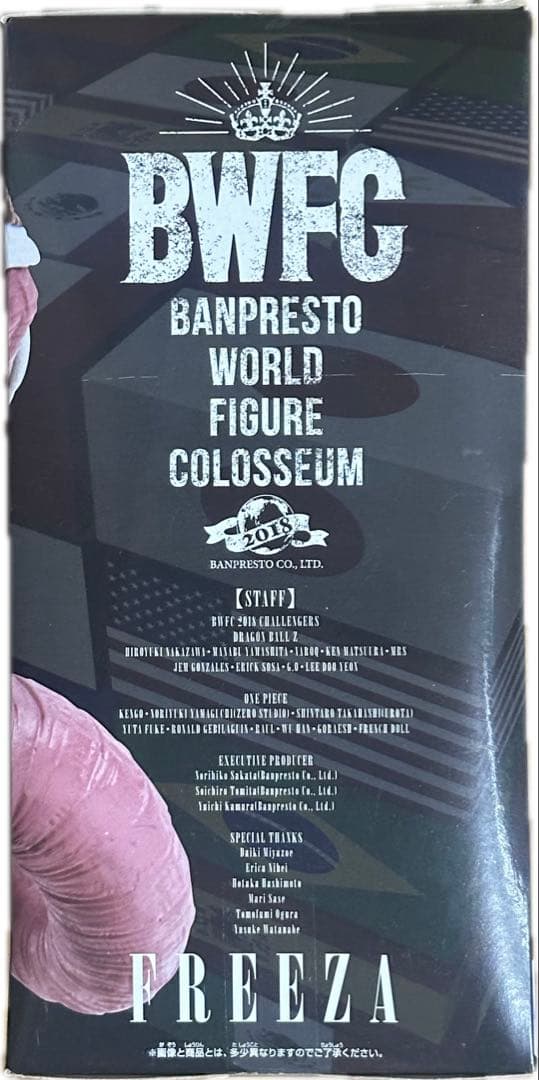 BWFC
BANPRESTO
WORLD
FIGURE
COLOSSEUM
2018
BANPRESTO CO., LTD.
【STAFF】
BWFC 2018 CHALLENGERS
DRAGON BALL Z
HIROYUKI NAKAZAWA・MANABU YAMASHITA・VAROQ・KEN MATSUURA・MRS
JEM GONZALES・ERICK SOSA・G.O・LEE DOO YEON
ONE PIECE
KENGO・NORIYUKI YAMAGUCHI(ZERO STUDIO)・SHINTARO TAKAHASHI(UROTA)
YUTA FUKE・RONALD GEDILAGUIN・RAUL・WU HAN・GORAESH・FRENCH DOLL
EXECUTIVE PRODUCER
Norihiko Sakata(Banpresto Co., Ltd.)
Soichiro Tomita(Banpresto Co., Ltd.)
Yuichi Kamura(Banpresto Co., Ltd.)
SPECIAL THANKS
Daiki Miyazoe
Erica Nihei
Hotaka Hashimoto
Mari Sase
Tomofumi Ogura
Yusuke Watanabe
FREEZA
※画像と商品とは、多少異なりますのでご了承ください。